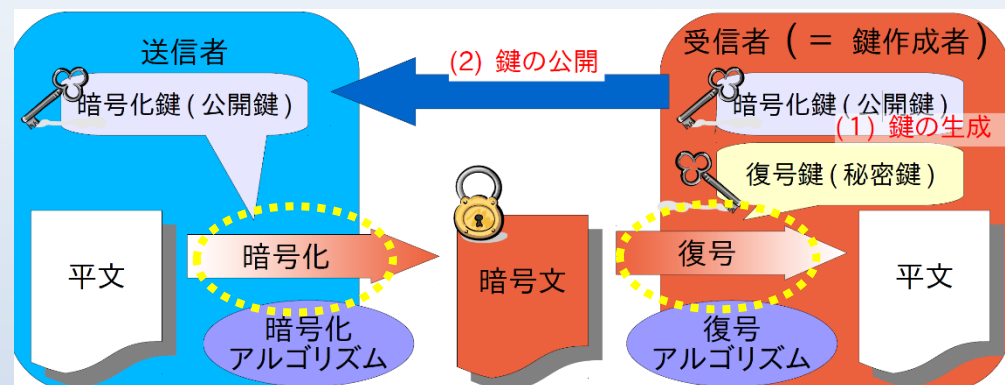 送信者
受信者 ( = 鍵作成者)
(2) 鍵の公開
暗号化鍵(公開鍵)
暗号化鍵(公開鍵)
(1) 鍵の生成
復号鍵(秘密鍵)
平文
暗号化
暗号文
復号
平文
暗号化
アルゴリズム
復号
アルゴリズム